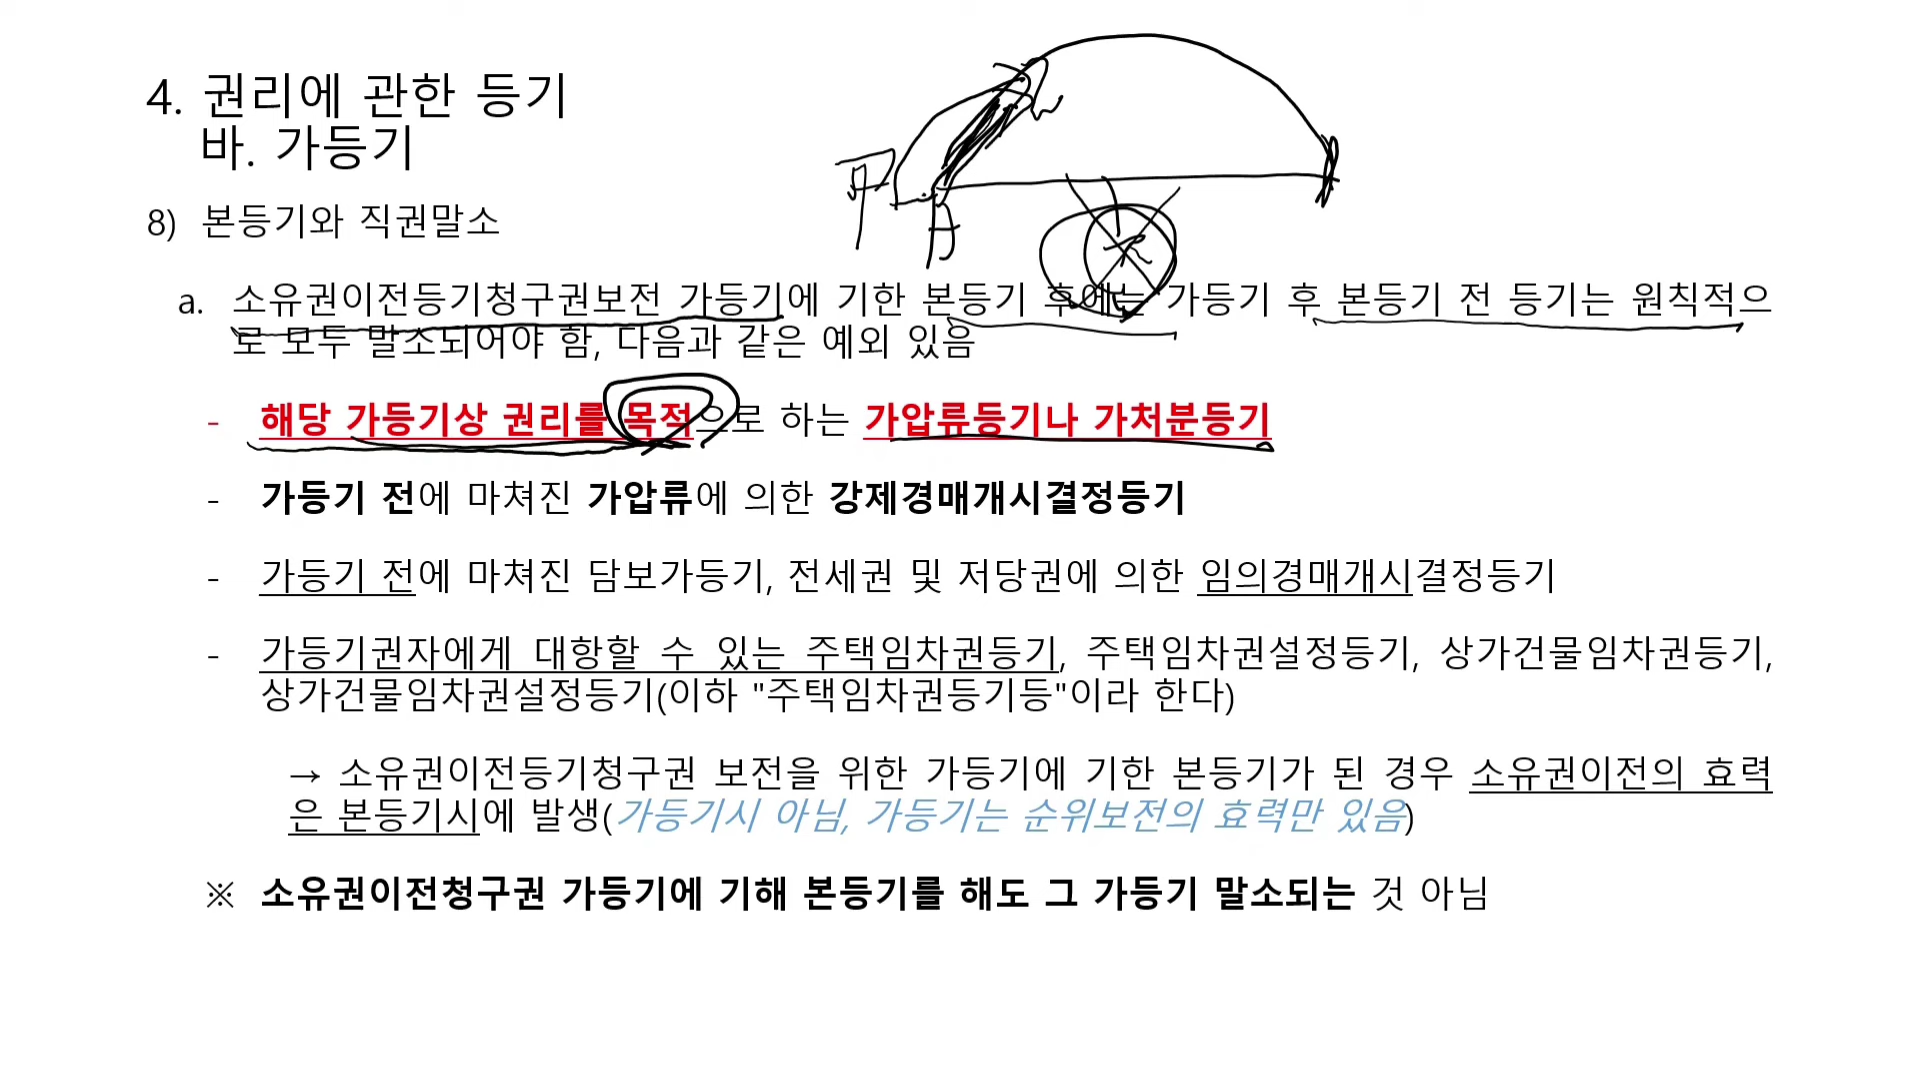 4. 권리에 관한 등기
바. 가등기
8) 본등기와 직권말소
a. 소유권이전등기청구권보전 가등기에 기한 본등기 후에는 가등기 후 본등기 전 등기는 원칙적으
로 모두 말소되어야 함, 다음과 같은 예외 있음
- 해당 가등기상 권리를 목적으로 하는 가압류등기나 가처분등기
- 가등기 전에 마쳐진 가압류에 의한 강제경매개시결정등기
- 가등기 전에 마쳐진 담보가등기, 전세권 및 저당권에 의한 임의경매개시결정등기
- 가등기권자에게 대항할 수 있는 주택임차권등기, 주택임차권설정등기, 상가건물임차권등기,
상가건물임차권설정등기(이하 "주택임차권등기등"이라 한다)
→ 소유권이전등기청구권 보전을 위한 가등기에 기한 본등기가 된 경우 소유권이전의 효력
은 본등기시에 발생(가등기시 아님, 가등기는 순위보전의 효력만 있음)
※ 소유권이전청구권 가등기에 기해 본등기를 해도 그 가등기 말소되는 것 아님